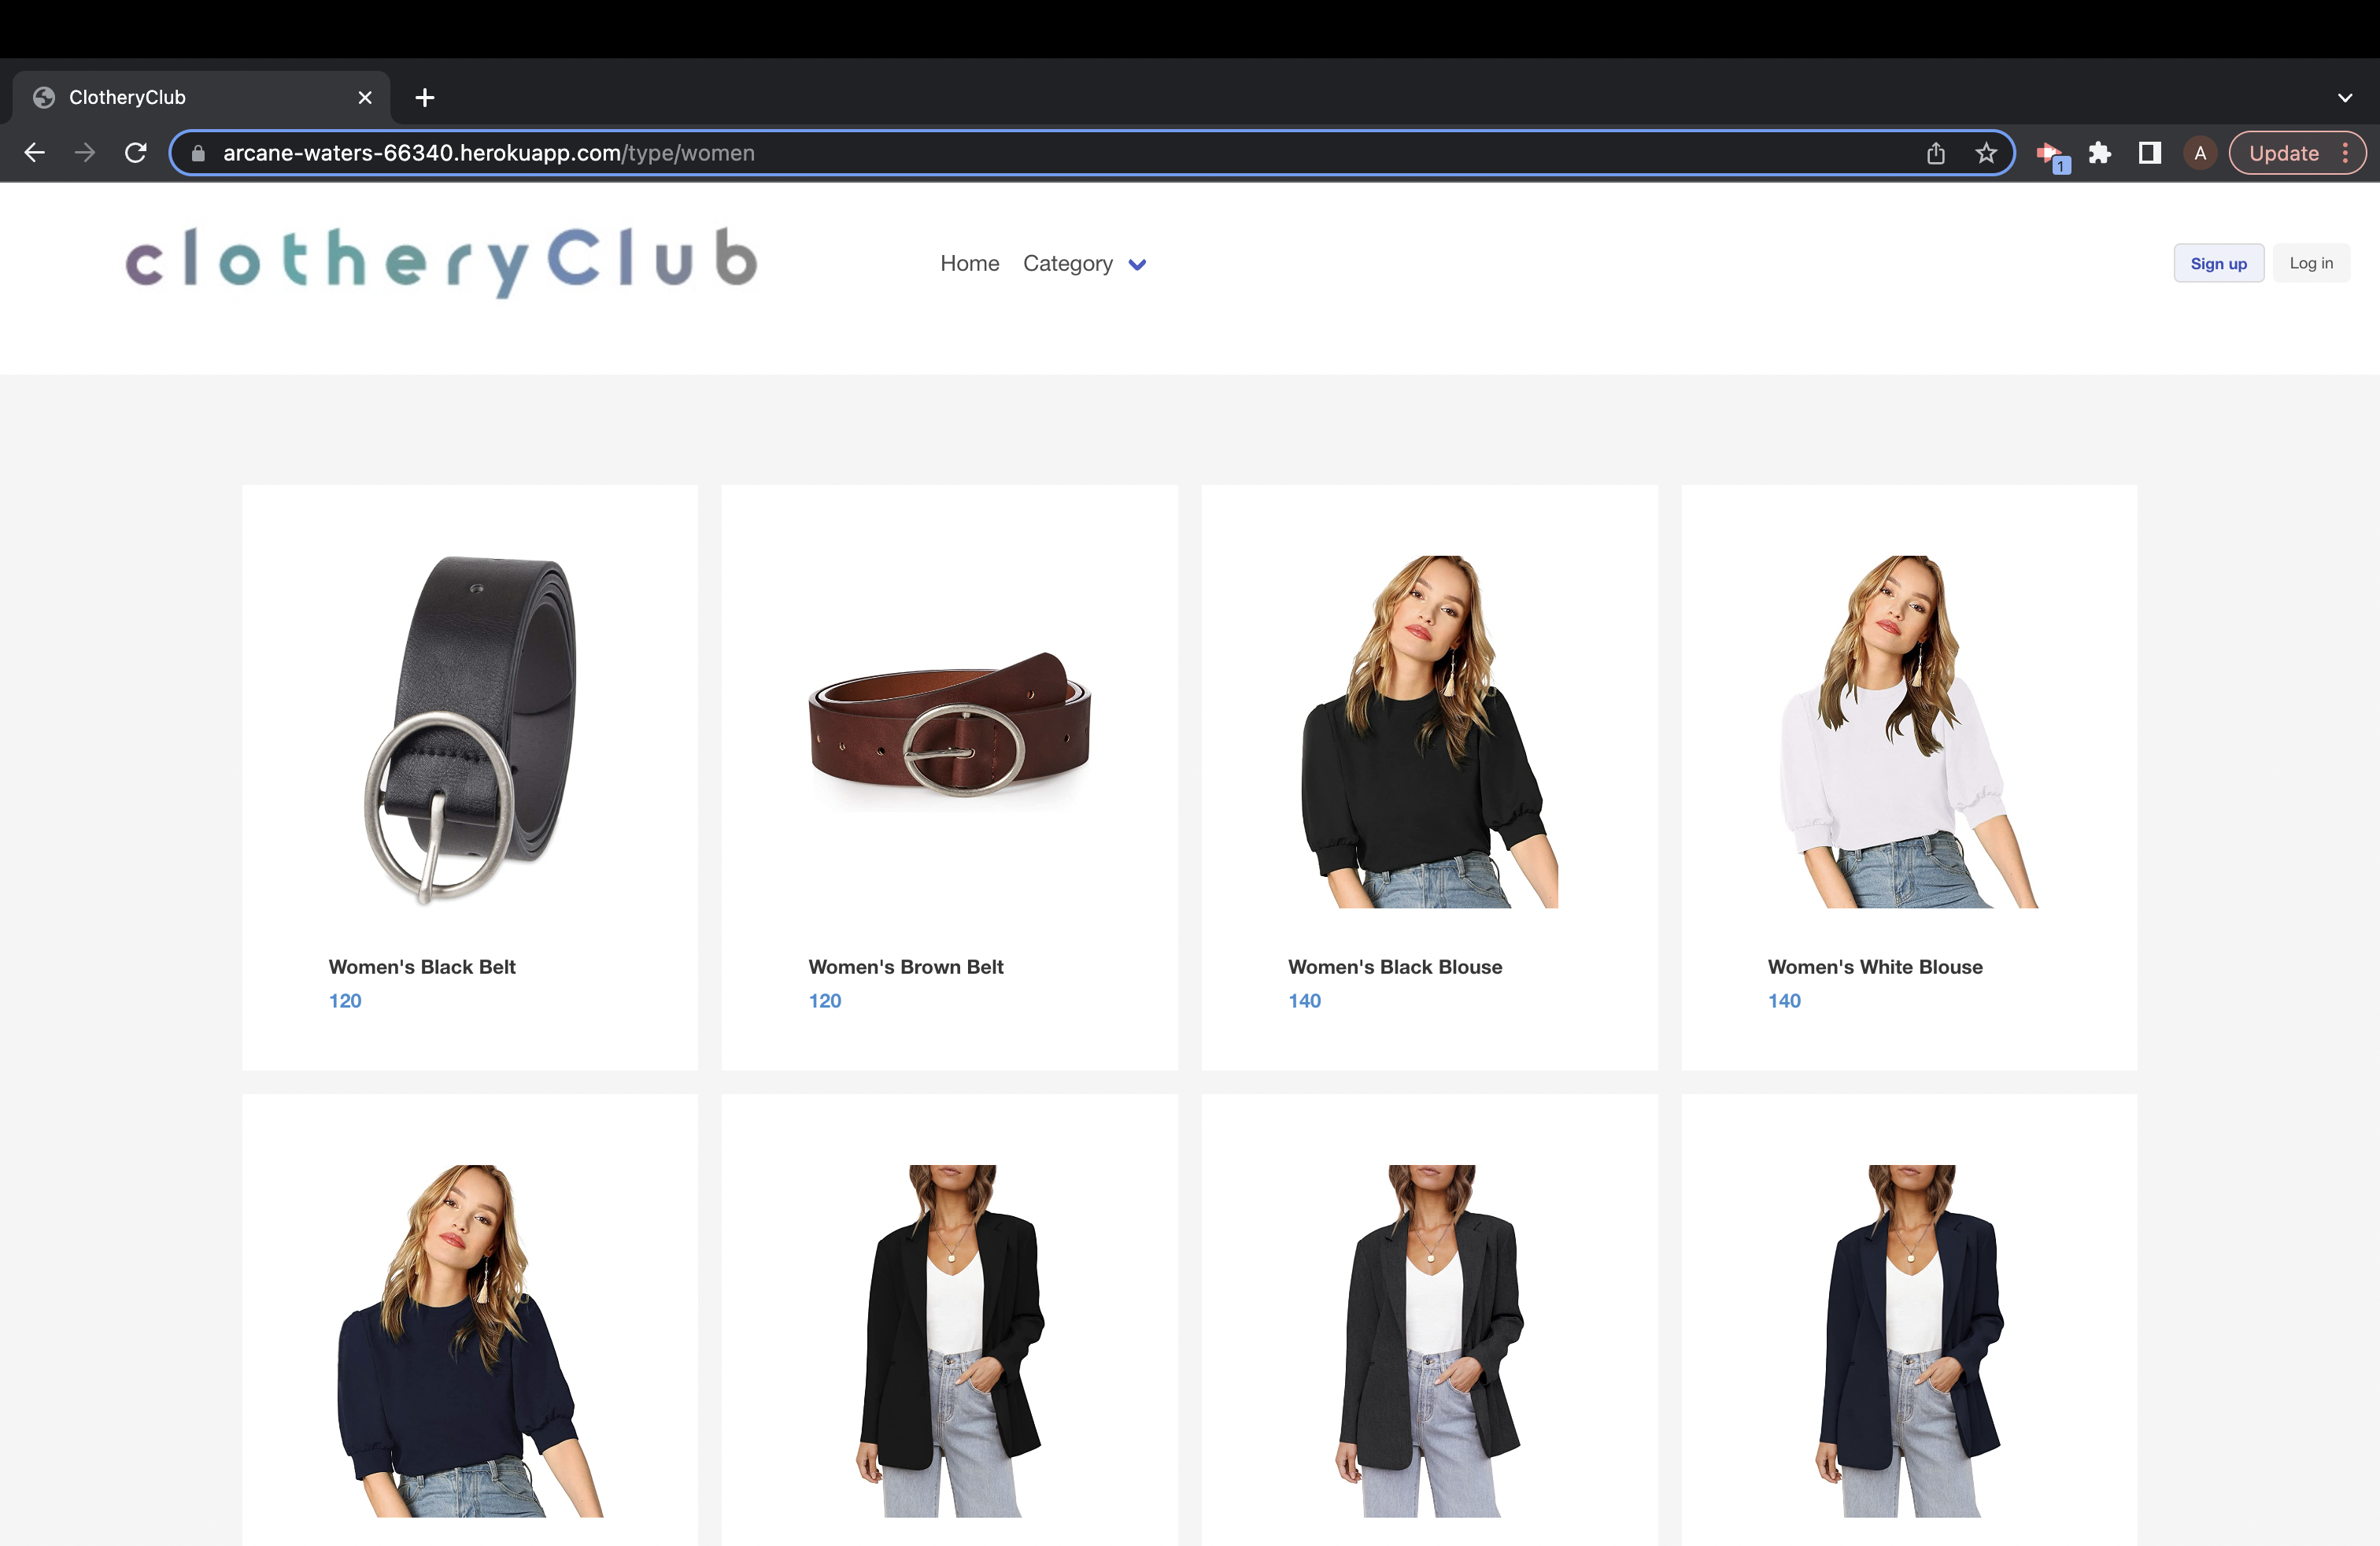 ClotheryClub
arcane-waters-66340.herokuapp.com/type/women
1
A
Update
clotheryClub
Home
Category
Sign up
Log in
Women's Black Belt
120
Women's Brown Belt
120
Women's Black Blouse
140
Women's White Blouse
140